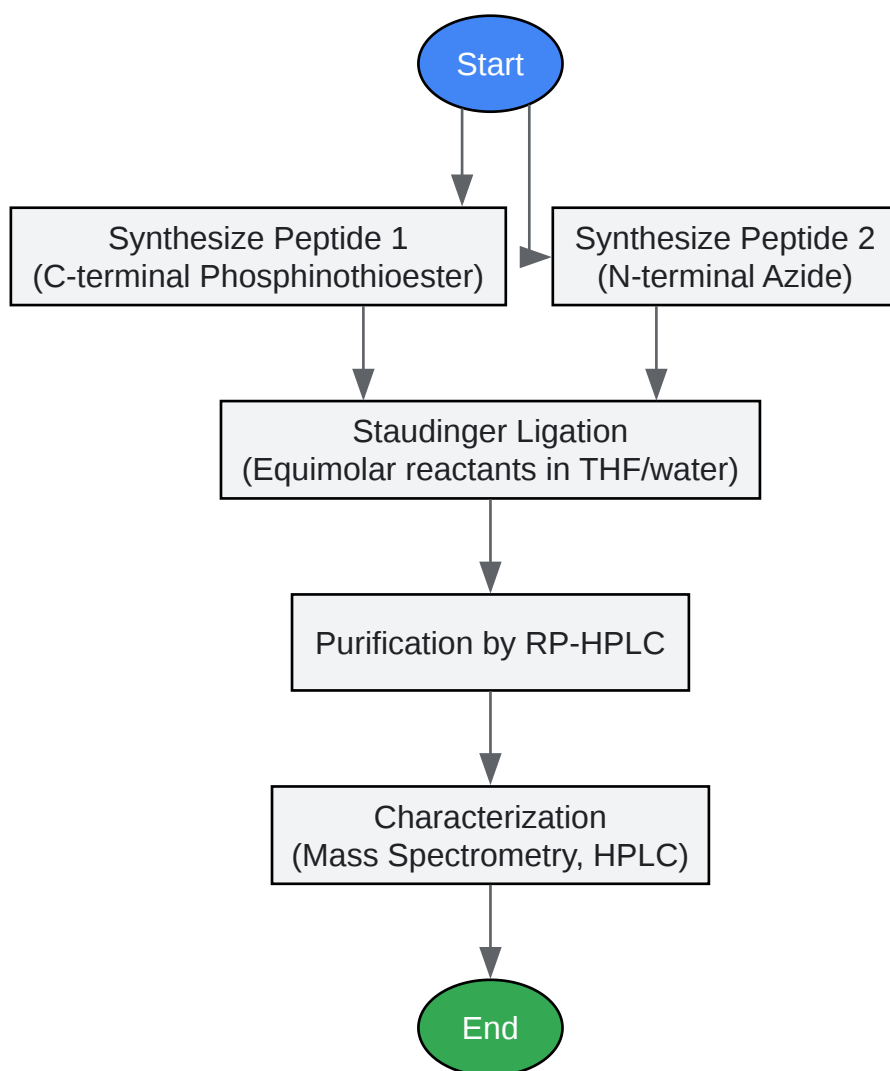 Start
Synthesize Peptide 1
(C-terminal Phosphinothioester)
Synthesize Peptide 2
(N-terminal Azide)
Staudinger Ligation
(Equimolar reactants in THF/water)
Purification by RP-HPLC
Characterization
(Mass Spectrometry, HPLC)
End